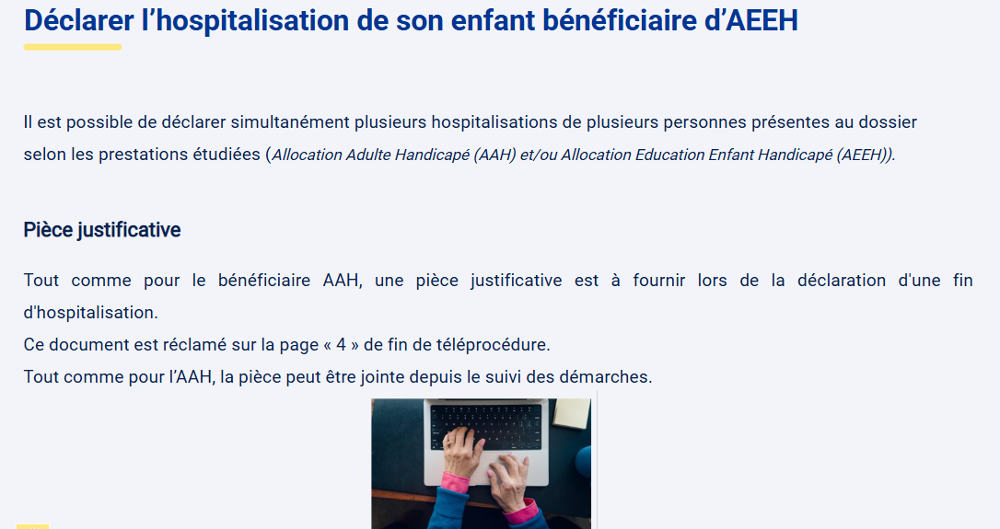 Déclarer l’hospitalisation de son enfant bénéficiaire d’AEEH
Il est possible de déclarer simultanément plusieurs hospitalisations de plusieurs personnes présentes au dossier
selon les prestations étudiées (Allocation Adulte Handicapé (AAH) et/ou Allocation Education Enfant Handicapé (AEEH)).
Pièce justificative
Tout comme pour le bénéficiaire AAH, une pièce justificative est à fournir lors de la déclaration d'une fin
d'hospitalisation.
Ce document est réclamé sur la page « 4 » de fin de téléprocédure.
Tout comme pour l’AAH, la pièce peut être jointe depuis le suivi des démarches.